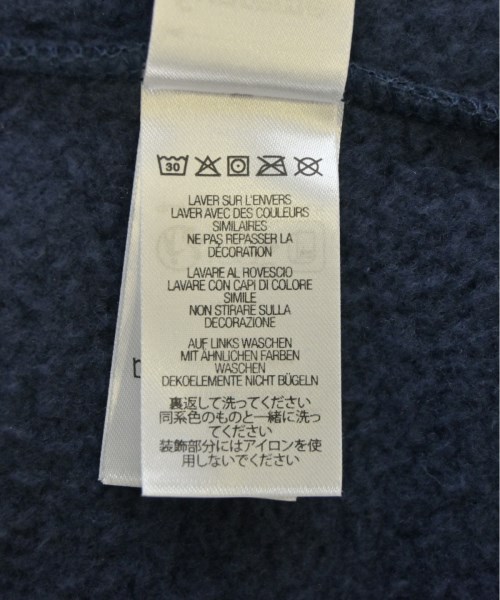 30
LAVER SUR L'ENVERS
LAVER AVEC DES COULEURS
SIMILAIRES
NE PAS REPASSER LA
DÉCORATION
LAVARE AL ROVESCIO
LAVARE CON CAPI DI COLORE
SIMILE
NON STIRARE SULLA
DECORAZIONE
AUF LINKS WASCHEN
MIT ÄHNLICHEN FARBEN
WASCHEN
DEKOELEMENTE NICHT BÜGELN
裏返して洗ってください
同系色のものと一緒に洗っ
てください
装飾部分にはアイロンを使
用しないでください